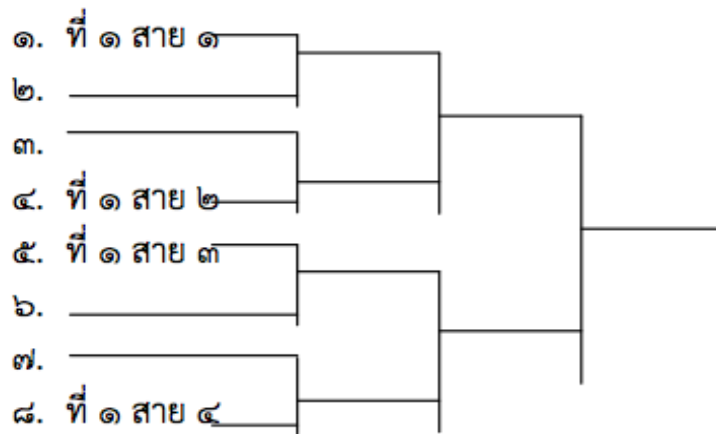 ๑. ที่ ๑ สาย ๑
๒.
๓.
๔. ที่ ๑ สาย ๒
๕. ที่ ๑ สาย ๓
๖.
๗.
๘. ที่ ๑ สาย ๔